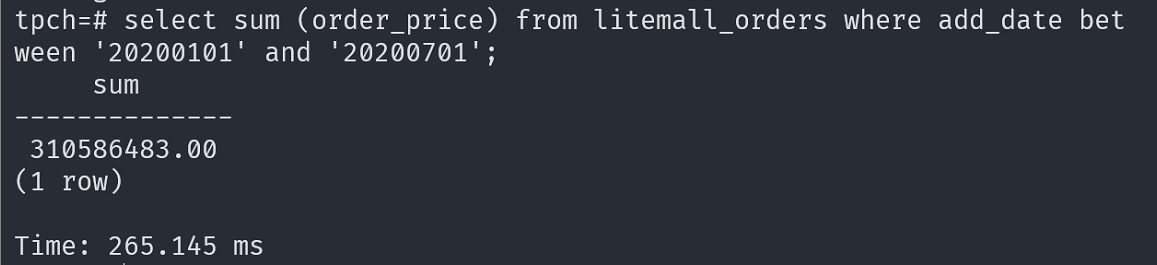 tpch=# select sum (order_price) from litemall_orders where add_date bet
ween '20200101' and '20200701';
sum
--------------
310586483.00
(1 row)
Time: 265.145 ms